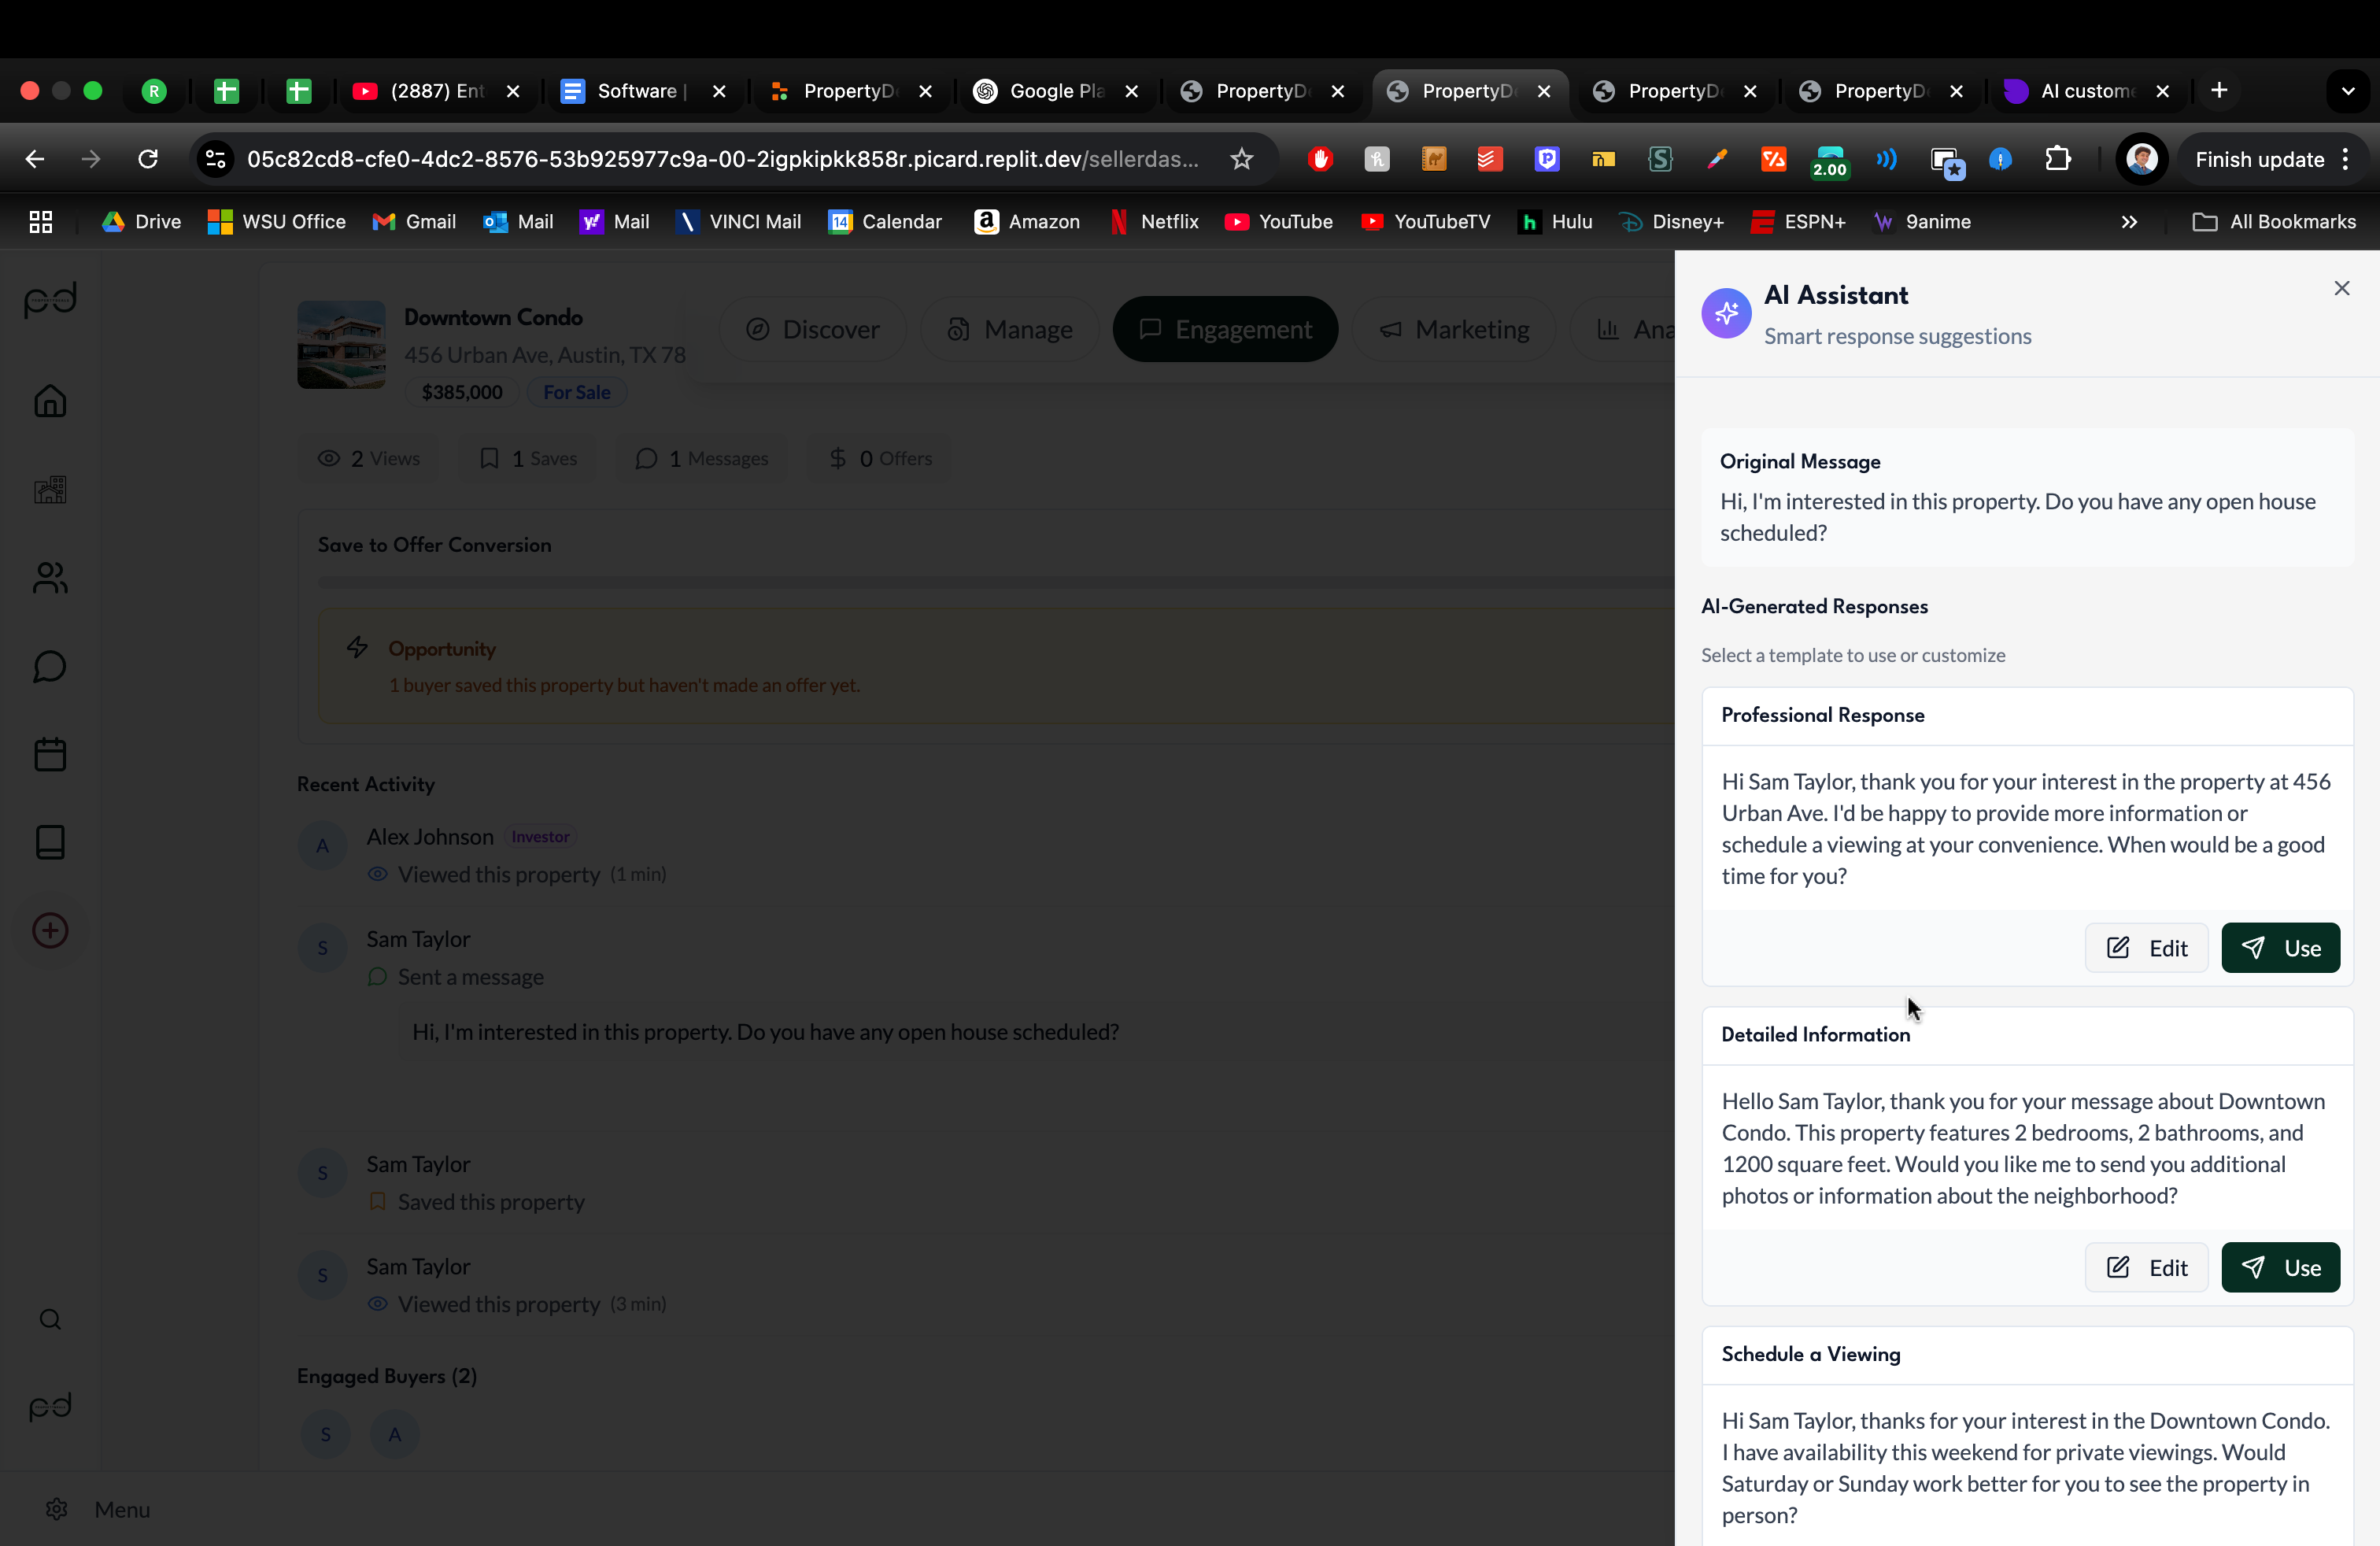 R
(2887) Ent
Software |
PropertyD
Google Pla
PropertyD
PropertyD
PropertyD
PropertyD
AI custom
05c82cd8-cfe0-4dc2-8576-53b925977c9a-00-2igpkipkk858r.picard.replit.dev/sellerdas...
2.00
Finish update
Drive
WSU Office
Gmail
Mail
Mail
VINCI Mail
14
Calendar
Amazon
Netflix
YouTube
YouTubeTV
Hulu
Disney+
ESPN+
9anime
All Bookmarks
pd
Downtown Condo
456 Urban Ave, Austin, TX 78
$385,000
For Sale
Discover
Manage
Engagement
Marketing
Ana
2 Views
1 Saves
1 Messages
0 Offers
Save to Offer Conversion
Opportunity
1 buyer saved this property but haven't made an offer yet.
Recent Activity
A
Alex Johnson
Investor
Viewed this property (1 min)
S
Sam Taylor
Sent a message
Hi, I'm interested in this property. Do you have any open house scheduled?
S
Sam Taylor
Saved this property
S
Sam Taylor
Viewed this property (3 min)
Engaged Buyers (2)
S
A
pd
Menu
AI Assistant
Smart response suggestions
Original Message
Hi, I'm interested in this property. Do you have any open house
scheduled?
AI-Generated Responses
Select a template to use or customize
Professional Response
Hi Sam Taylor, thank you for your interest in the property at 456
Urban Ave. I'd be happy to provide more information or
schedule a viewing at your convenience. When would be a good
time for you?
Edit
Use
Detailed Information
Hello Sam Taylor, thank you for your message about Downtown
Condo. This property features 2 bedrooms, 2 bathrooms, and
1200 square feet. Would you like me to send you additional
photos or information about the neighborhood?
Edit
Use
Schedule a Viewing
Hi Sam Taylor, thanks for your interest in the Downtown Condo.
I have availability this weekend for private viewings. Would
Saturday or Sunday work better for you to see the property in
person?